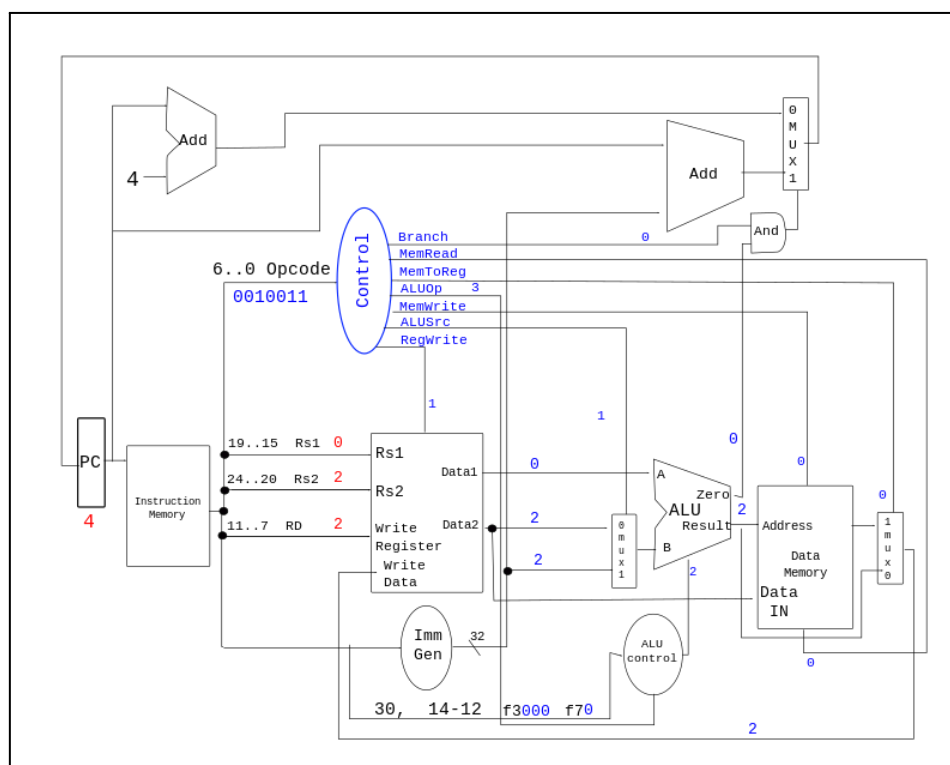 0
M
U
X
1
Add
4
Add
And
Branch 0
MemRead
6..0 Opcode
Control
MemToReg
0010011
ALUOp 3
MemWrite
ALUSrc
RegWrite
1
1
0
0
0
PC
4
Instruction
Memory
19..15 Rs1 0
24..20 Rs2 2
11..7 RD 2
Rs1
Rs2
Write
Register
Write
Data
Data1
Data2
0
2
2
0
m
u
x
1
A
B
ALU
Zero
Result
2
2
Address
Data
Memory
Data
IN
0
1
m
u
x
0
Imm
Gen
32
ALU
control
30, 14-12 f3000 f70
2